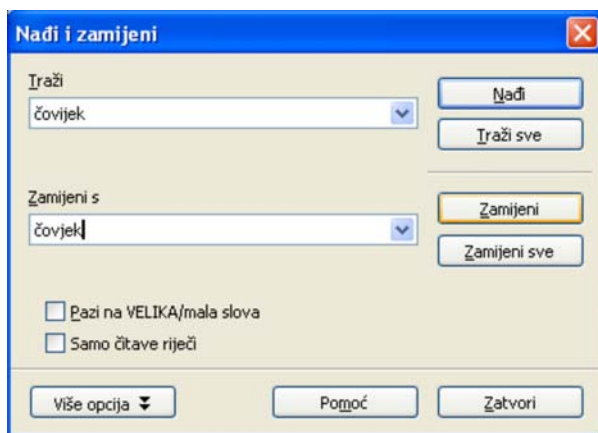 Nađi i zamijeni
Traži
čovijek
Nađi
Traži sve
Zamijeni s
čovjek
Zamijeni
Zamijeni sve
Pazi na VELIKA/mala slova
Samo čitave riječi
Više opcija
Pomoć
Zatvori